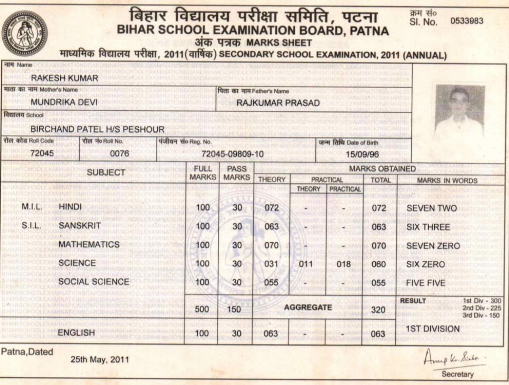 बिहार विद्यालय परीक्षा समिति, पटना
क्रम सं०
Sl. No. 0533983
BIHAR SCHOOL EXAMINATION BOARD, PATNA
अंक पत्रक MARKS SHEET
माध्यमिक विद्यालय परीक्षा, 2011(वार्षिक) SECONDARY SCHOOL EXAMINATION, 2011 (ANNUAL)
नाम Name
RAKESH KUMAR
माता का नाम Mother's Name पिता का नाम Father's Name
MUNDRIKA DEVI RAJKUMAR PRASAD
विद्यालय School
BIRCHAND PATEL H/S PESHOUR
रोल कोड Roll Code रोल नं० Roll No. पंजीयन सं० Reg. No. जन्म तिथि Date of Birth
72045 0076 72045-09809-10 15/09/96
SUBJECT FULL MARKS PASS MARKS MARKS OBTAINED
THEORY PRACTICAL TOTAL MARKS IN WORDS
THEORY PRACTICAL
M.I.L. HINDI 100 30 072 - - 072 SEVEN TWO
S.I.L. SANSKRIT 100 30 063 - - 063 SIX THREE
MATHEMATICS 100 30 070 - - 070 SEVEN ZERO
SCIENCE 100 30 031 011 018 060 SIX ZERO
SOCIAL SCIENCE 100 30 055 - - 055 FIVE FIVE
500 150 AGGREGATE 320 RESULT 1st Div - 300
2nd Div - 225
3rd Div - 150
ENGLISH 100 30 063 - - 063 1ST DIVISION
Patna,Dated 25th May, 2011
Secretary